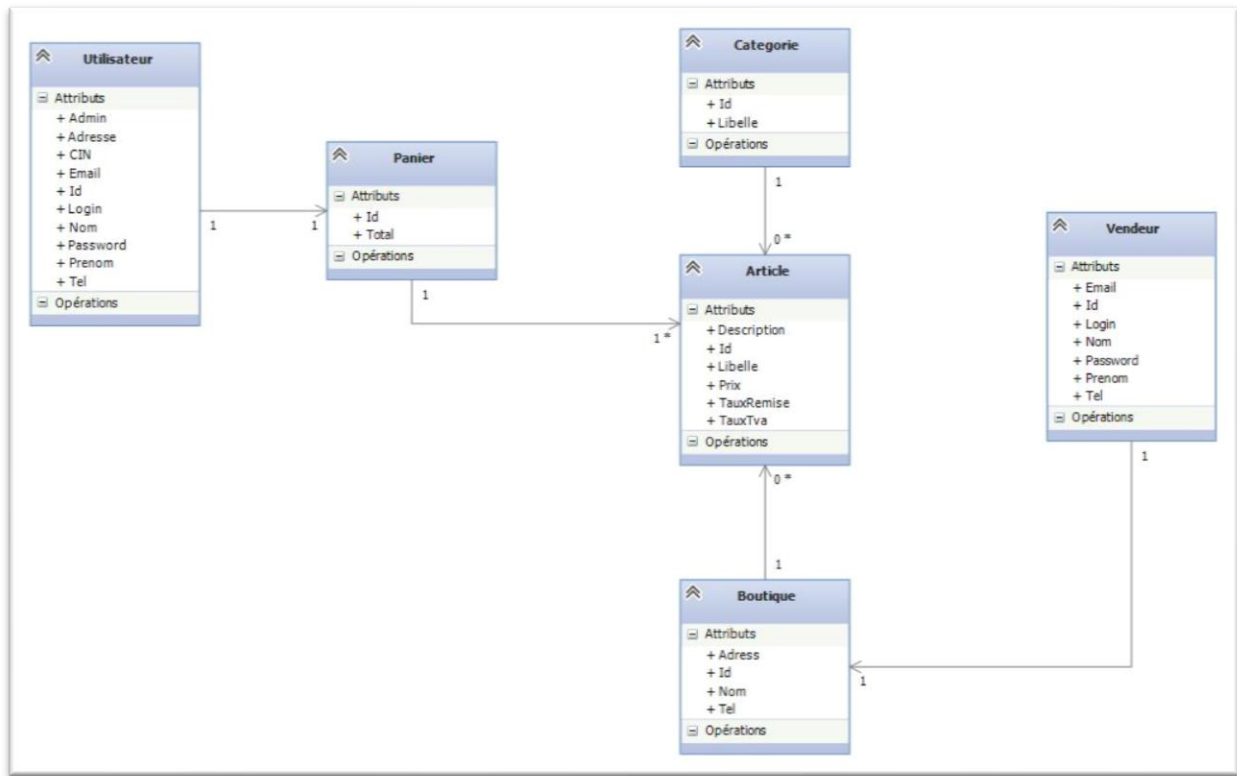 Utilisateur
Attributs
+ Admin
+ Adresse
+ CIN
+ Email
+ Id
+ Login
+ Nom
+ Password
+ Prenom
+ Tel
Opérations
1
1
Panier
Attributs
+ Id
+ Total
Opérations
1
1 *
Categorie
Attributs
+ Id
+ Libelle
Opérations
1
0 *
Article
Attributs
+ Description
+ Id
+ Libelle
+ Prix
+ TauxRemise
+ TauxTva
Opérations
0 *
1
Boutique
Attributs
+ Adress
+ Id
+ Nom
+ Tel
Opérations
1
Vendeur
Attributs
+ Email
+ Id
+ Login
+ Nom
+ Password
+ Prenom
+ Tel
Opérations
1